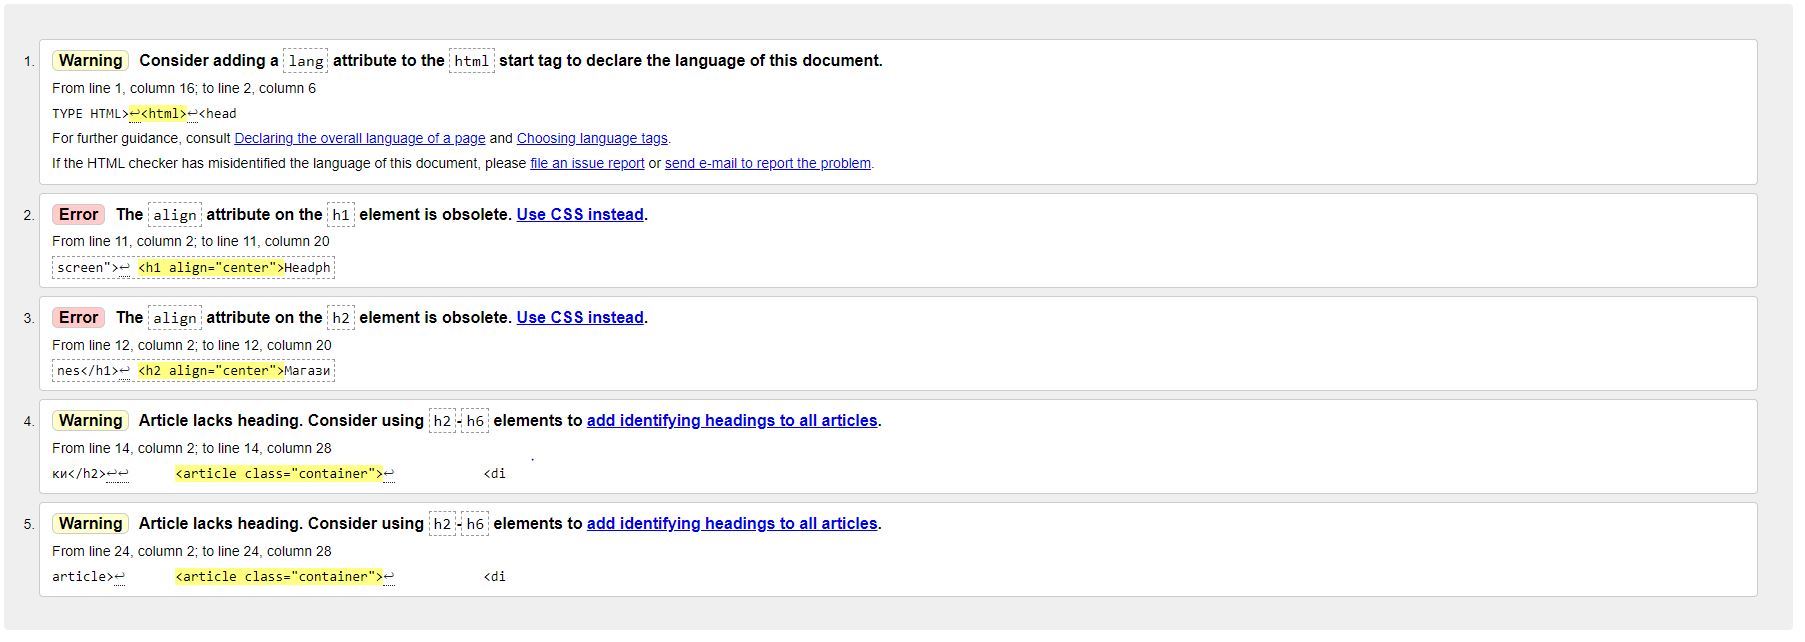 1. Warning Consider adding a lang attribute to the html start tag to declare the language of this document.
From line 1, column 16; to line 2, column 6
TYPE HTML>↩<html>↩<head
For further guidance, consult Declaring the overall language of a page and Choosing language tags.
If the HTML checker has misidentified the language of this document, please file an issue report or send e-mail to report the problem.
2. Error The align attribute on the h1 element is obsolete. Use CSS instead.
From line 11, column 2; to line 11, column 20
screen">↩ <h1 align="center">Headph
3. Error The align attribute on the h2 element is obsolete. Use CSS instead.
From line 12, column 2; to line 12, column 20
nes</h1>↩ <h2 align="center">Магази
4. Warning Article lacks heading. Consider using h2-h6 elements to add identifying headings to all articles.
From line 14, column 2; to line 14, column 28
ки</h2>↩↩ <article class="container">↩ <di
5. Warning Article lacks heading. Consider using h2-h6 elements to add identifying headings to all articles.
From line 24, column 2; to line 24, column 28
article>↩ <article class="container">↩ <di